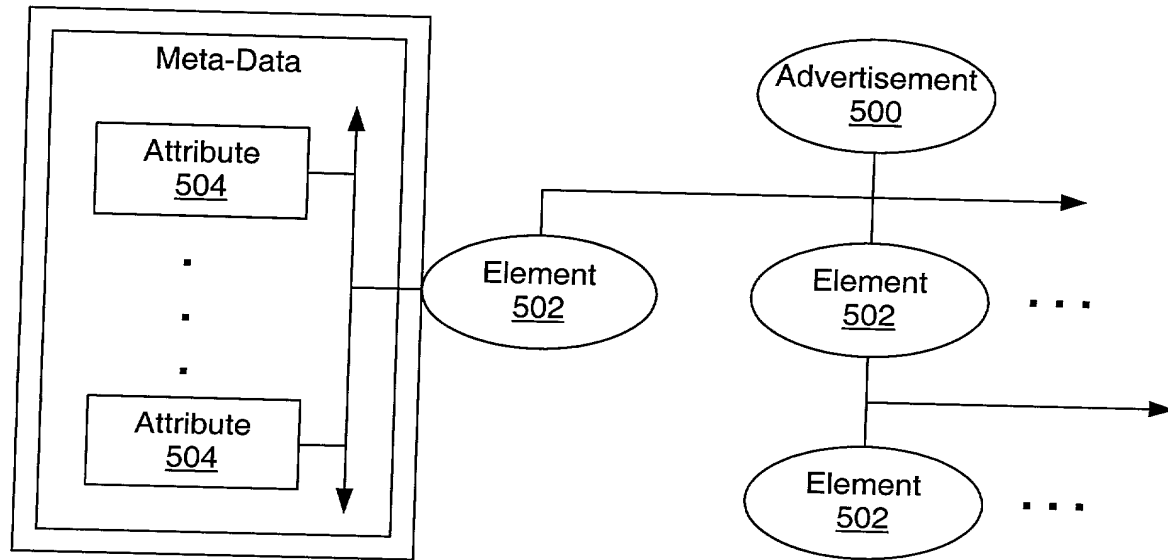 Meta-Data
Attribute
504
Attribute
504
Advertisement
500
Element
502
Element
502
Element
502